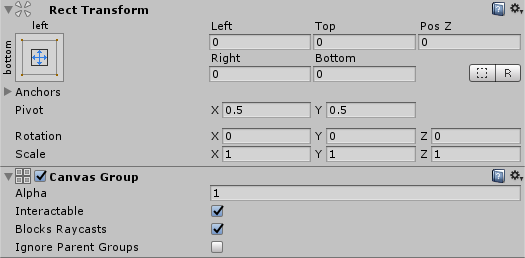 Rect Transform
left
bottom
Left Top Pos Z
0 0 0
Right Bottom
0 0
R
Anchors
Pivot X 0.5 Y 0.5
Rotation X 0 Y 0 Z 0
Scale X 1 Y 1 Z 1
Canvas Group
Alpha 1
Interactable
Blocks Raycasts
Ignore Parent Groups